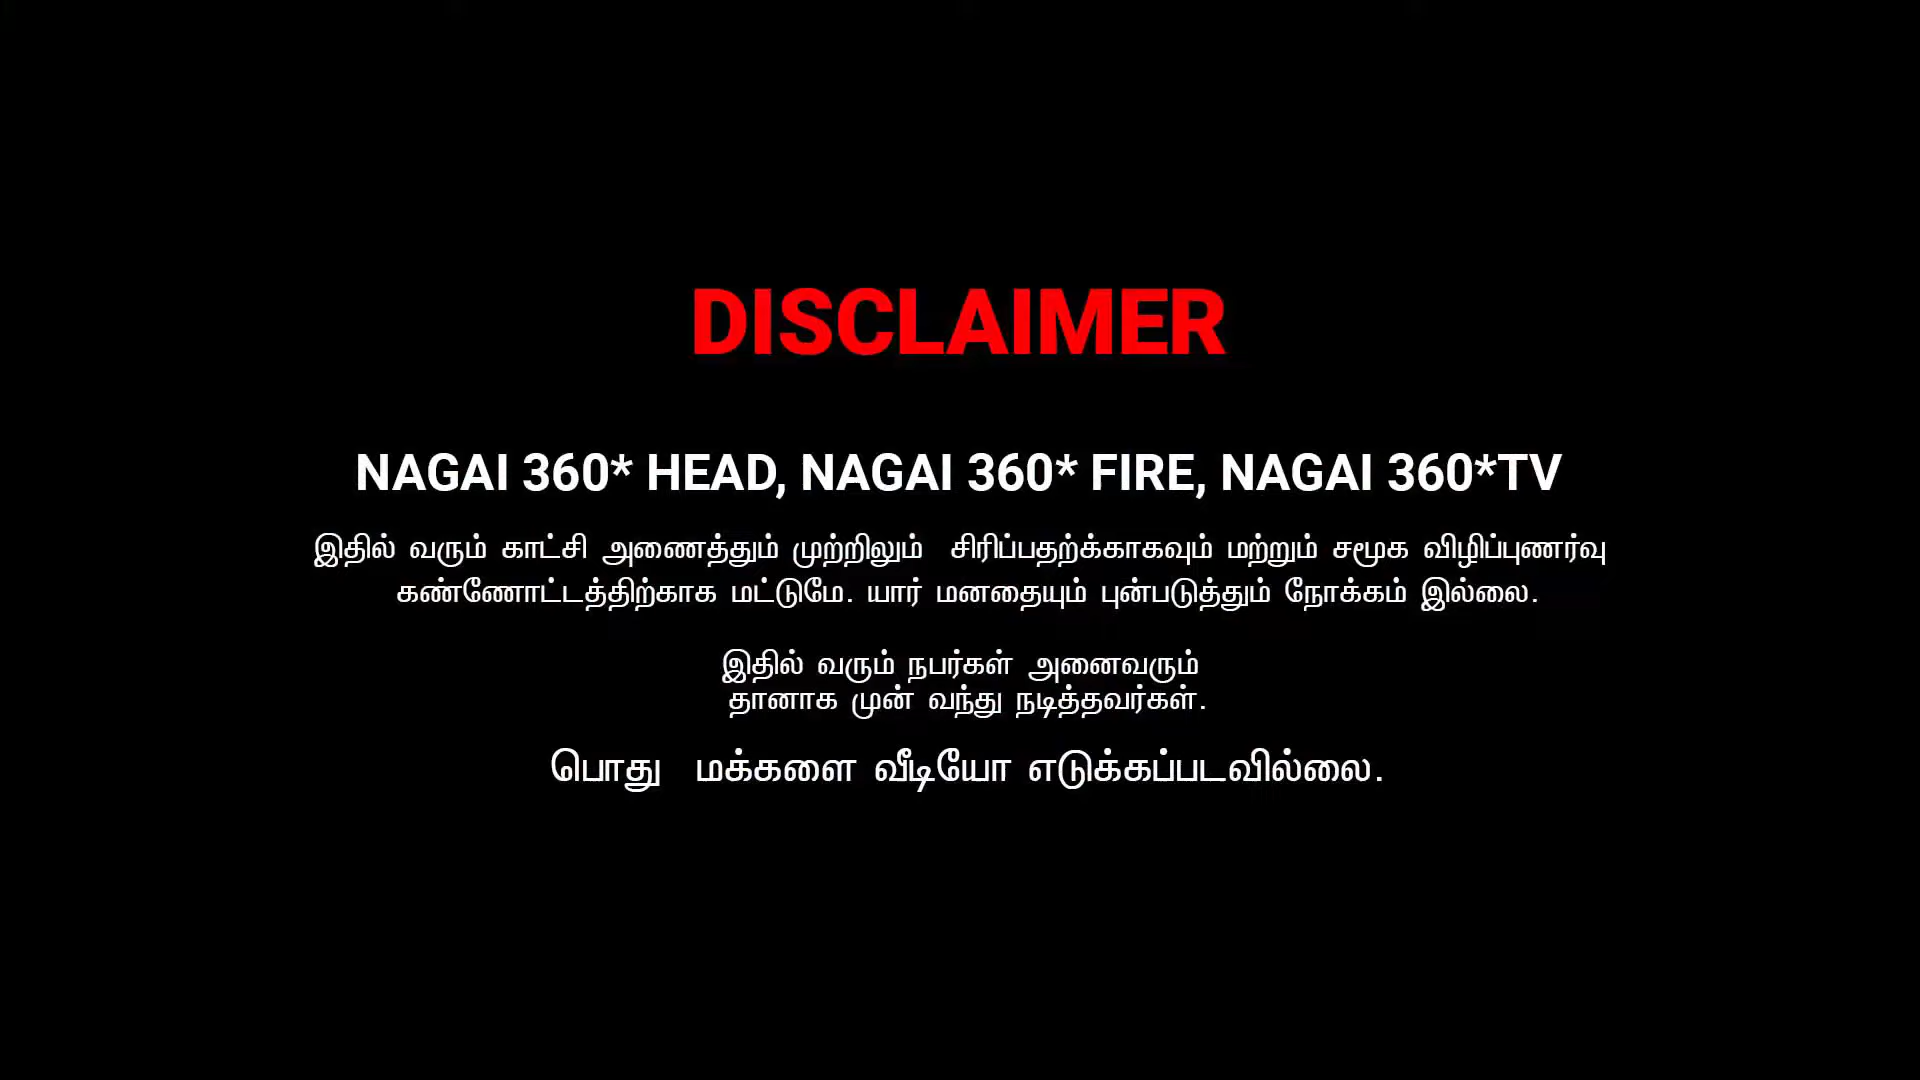 DISCLAIMER
NAGAI 360* HEAD, NAGAI 360* FIRE, NAGAI 360*TV
இதில் வரும் காட்சி அணைத்தும் முற்றிலும் சிரிப்பதற்க்காகவும் மற்றும் சமூக விழிப்புணர்வு
கண்ணோட்டத்திற்காக மட்டுமே. யார் மனதையும் புன்படுத்தும் நோக்கம் இல்லை.
இதில் வரும் நபர்கள் அனைவரும்
தானாக முன் வந்து நடித்தவர்கள்.
பொது மக்களை வீடியோ எடுக்கப்படவில்லை.